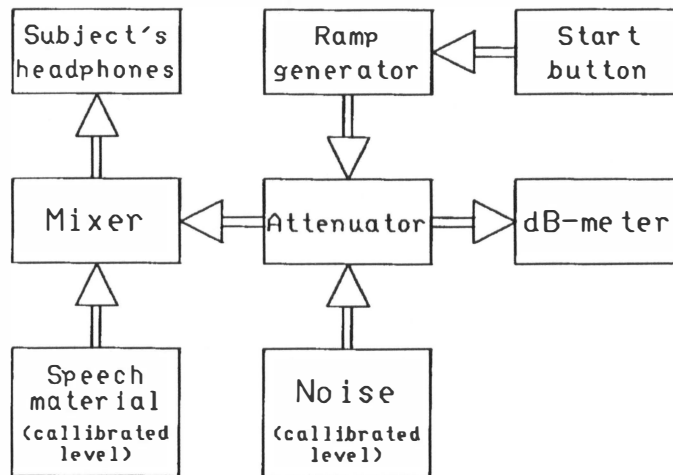 Subject's
headphones
Ramp
generator
Start
button
Mixer
Attenuator
dB-meter
Speech
material
(callibrated
level)
Noise
(callibrated
level)